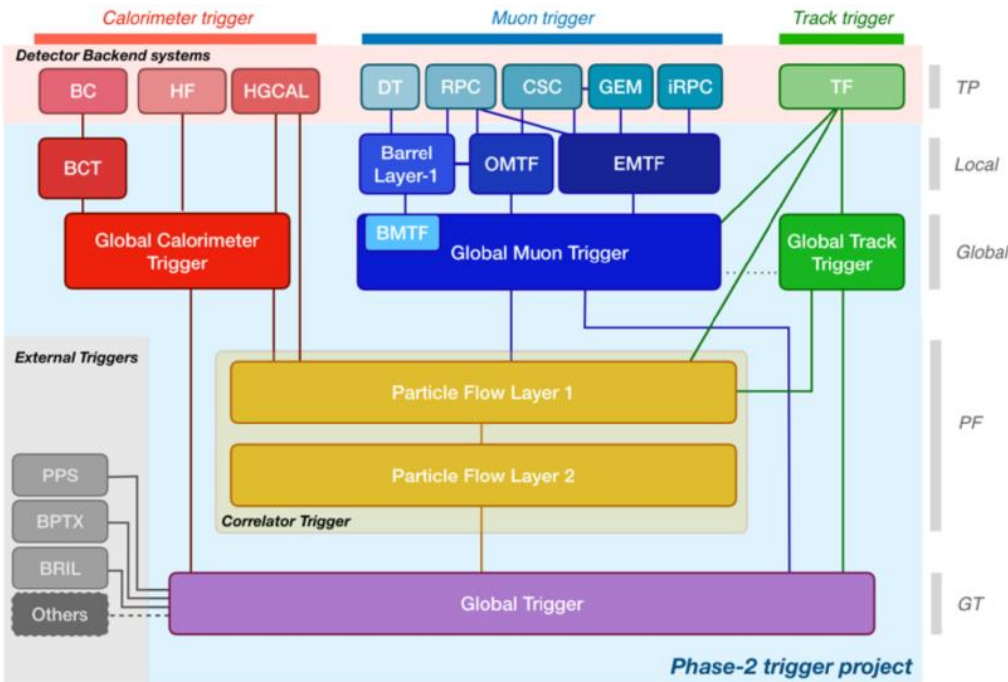 Calorimeter trigger
Muon trigger
Track trigger
Detector Backend systems
BC
HF
HGCAL
DT
RPC
CSC
GEM
iRPC
TF
TP
BCT
Barrel
Layer-1
OMTF
EMTF
Local
Global Calorimeter
Trigger
BMTF
Global Muon Trigger
Global Track
Trigger
Global
External Triggers
Particle Flow Layer 1
PF
Particle Flow Layer 2
Correlator Trigger
PPS
BPTX
BRIL
Others
Global Trigger
GT
Phase-2 trigger project